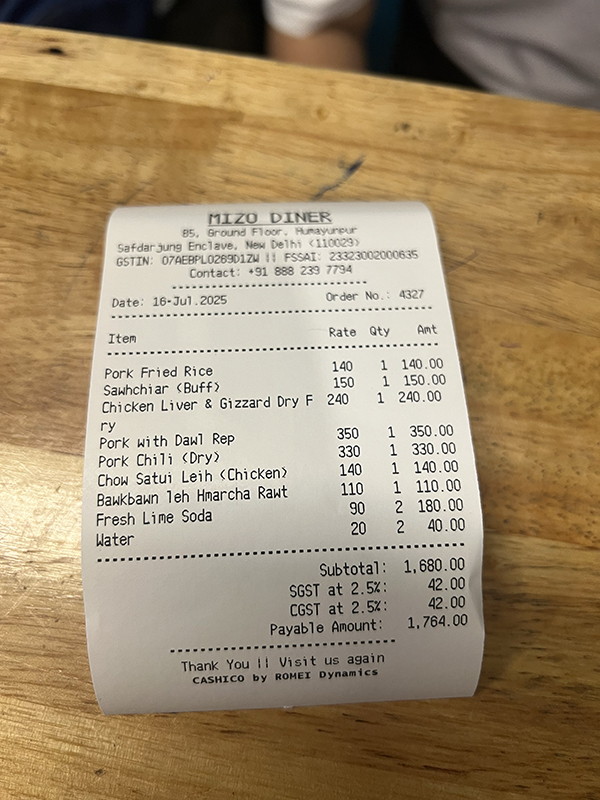 MIZO DINER
85, Ground Floor, Humayunpur
Safdarjung Enclave, New Delhi (110029)
GSTIN: 07AEBPL0269D1ZW || FSSAI: 23323002000635
Contact: +91 888 239 7794
Date: 16-Jul.2025 Order No.: 4327
Item Rate Qty Amt
Pork Fried Rice 140 1 140.00
Sawhchiar (Buff) 150 1 150.00
Chicken Liver & Gizzard Dry F 240 1 240.00
ry
Pork with Dawl Rep 350 1 350.00
Pork Chili (Dry) 330 1 330.00
Chow Satui Leih (Chicken) 140 1 140.00
Bawkbawn leh Hmarcha Rawt 110 1 110.00
Fresh Lime Soda 90 2 180.00
Water 20 2 40.00
Subtotal: 1,680.00
SGST at 2.5%: 42.00
CGST at 2.5%: 42.00
Payable Amount: 1,764.00
Thank You || Visit us again
CASHICO by ROMEI Dynamics